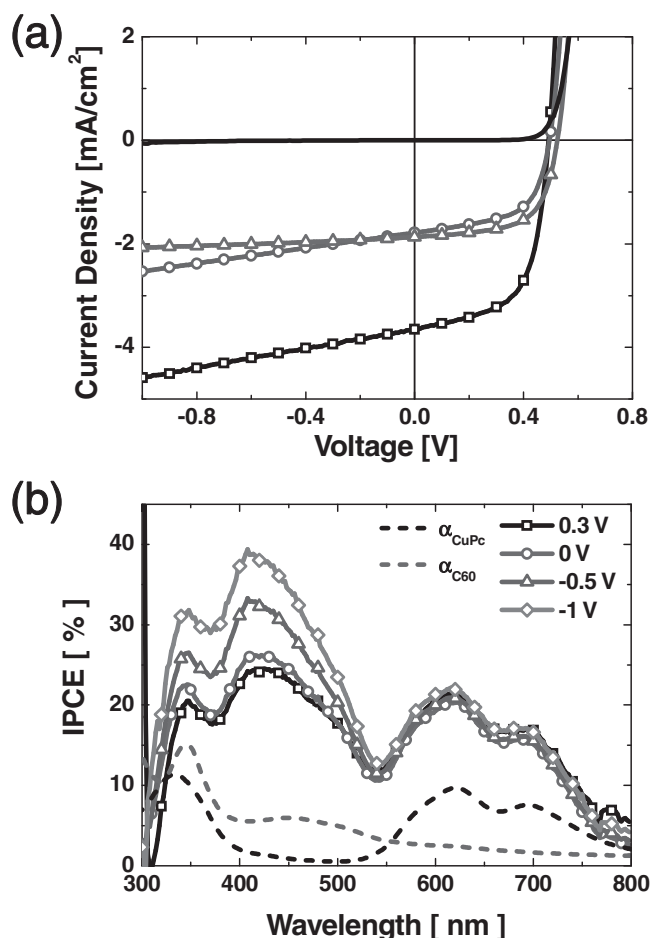 (a)
2
0
-2
-4
Current Density [mA/cm²]
-0.8 -0.4 0.0 0.4 0.8
Voltage [V]
(b)
40
30
20
10
0
IPCE [ % ]
α_CuPc
α_C60
0.3 V
0 V
-0.5 V
-1 V
300 400 500 600 700 800
Wavelength [ nm ]